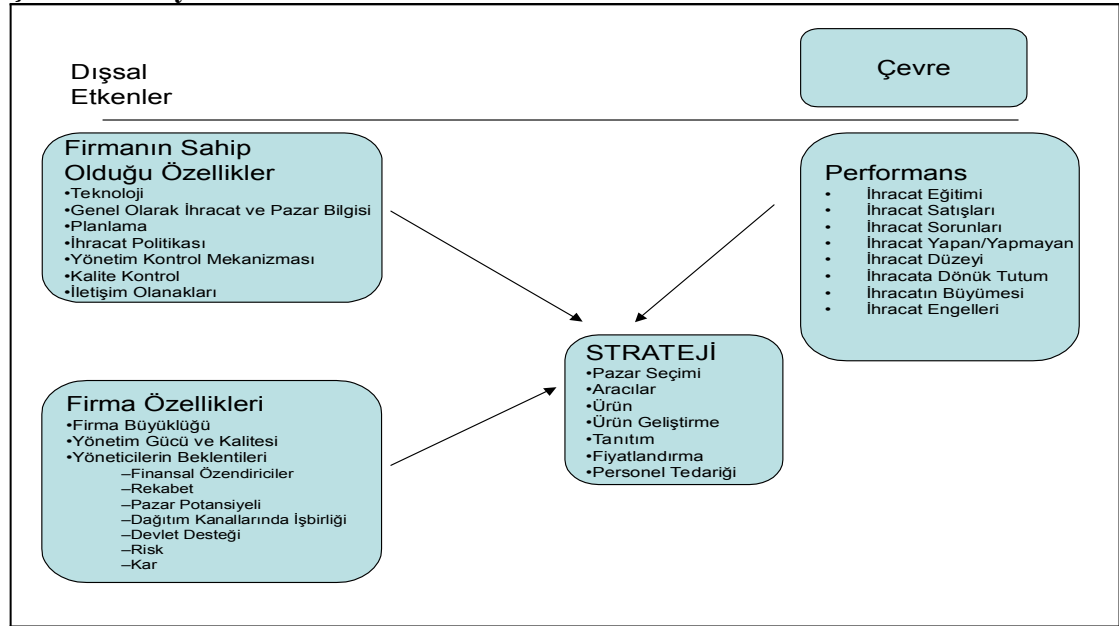 Dışsal
Etkenler
Çevre
Firmanın Sahip
Olduğu Özellikler
•Teknoloji
•Genel Olarak İhracat ve Pazar Bilgisi
•Planlama
•İhracat Politikası
•Yönetim Kontrol Mekanizması
•Kalite Kontrol
•İletişim Olanakları
Performans
• İhracat Eğitimi
• İhracat Satışları
• İhracat Sorunları
• İhracat Yapan/Yapmayan
• İhracat Düzeyi
• İhracata Dönük Tutum
• İhracatın Büyümesi
• İhracat Engelleri
STRATEJİ
•Pazar Seçimi
•Aracılar
•Ürün
•Ürün Geliştirme
•Tanıtım
•Fiyatlandırma
•Personel Tedariği
Firma Özellikleri
•Firma Büyüklüğü
•Yönetim Gücü ve Kalitesi
•Yöneticilerin Beklentileri
–Finansal Özendiriciler
–Rekabet
–Pazar Potansiyeli
–Dağıtım Kanallarında İşbirliği
–Devlet Desteği
–Risk
–Kar